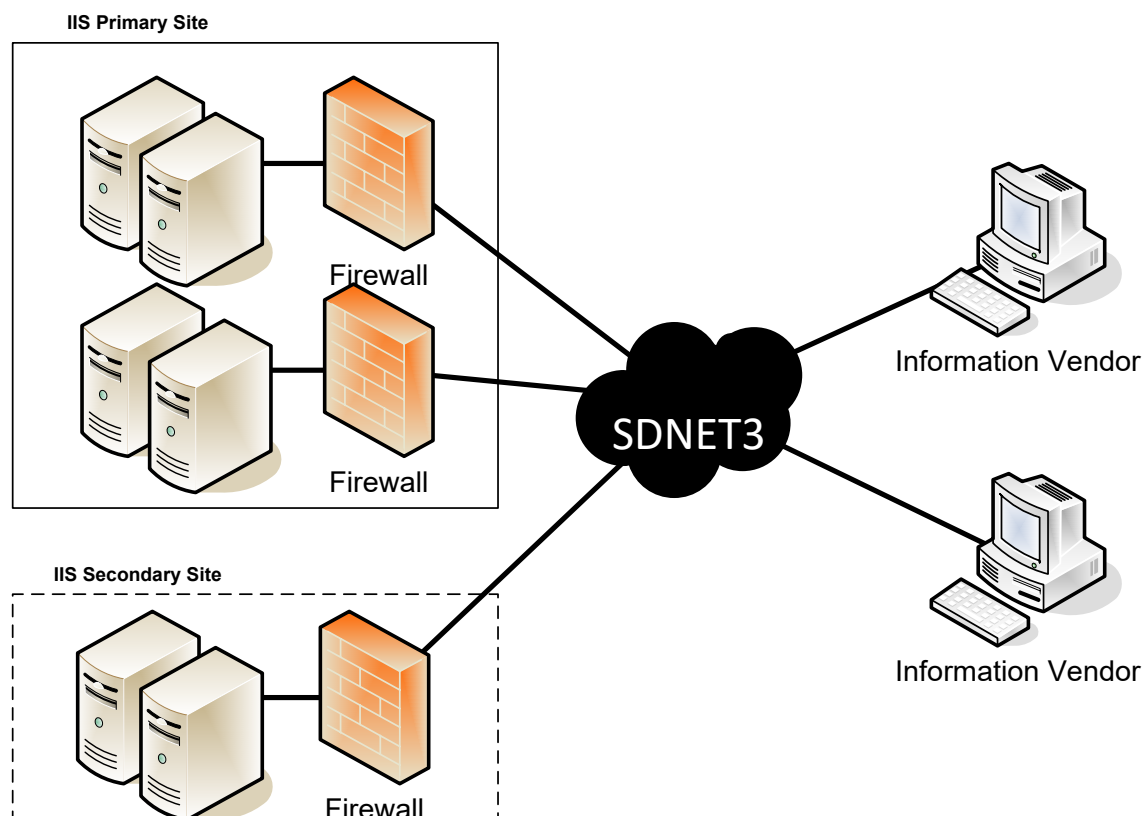 IIS Primary Site
Firewall
Information Vendor
SDNET3
Firewall
IIS Secondary Site
Information Vendor
Firewall